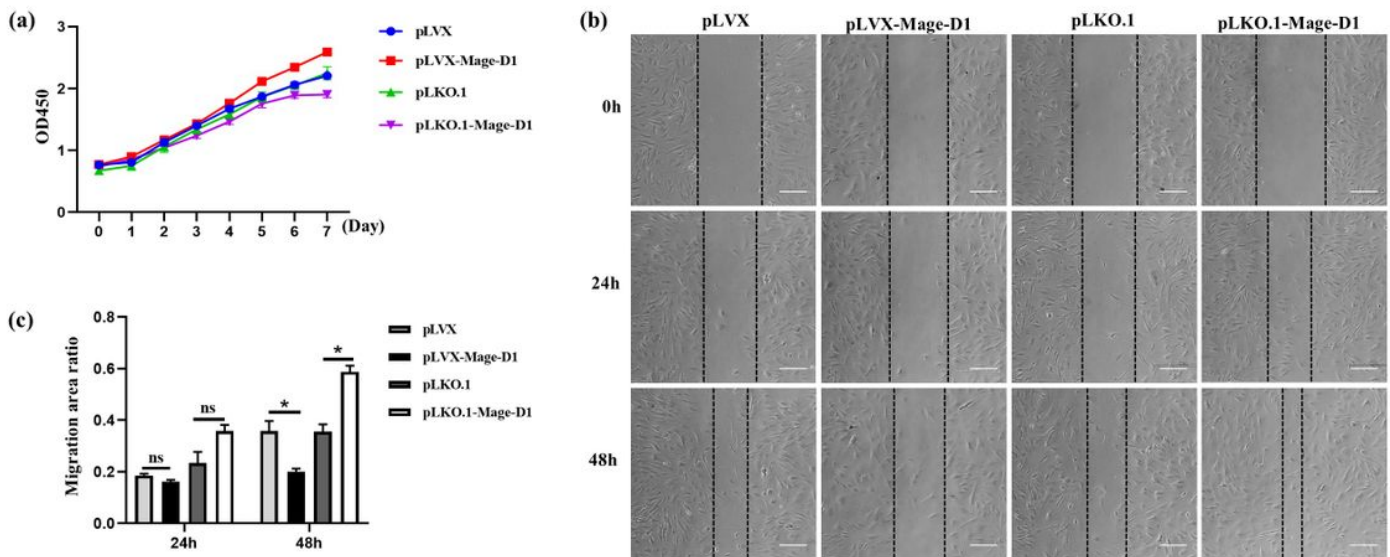 (a)
3
2
1
0
OD450
0 1 2 3 4 5 6 7 (Day)
pLVX
pLVX-Mage-D1
pLKO.1
pLKO.1-Mage-D1
(b)
pLVX pLVX-Mage-D1 pLKO.1 pLKO.1-Mage-D1
0h
24h
48h
(c)
0.8
0.6
0.4
0.2
0.0
Migration area ratio
ns ns * *
24h 48h
pLVX
pLVX-Mage-D1
pLKO.1
pLKO.1-Mage-D1